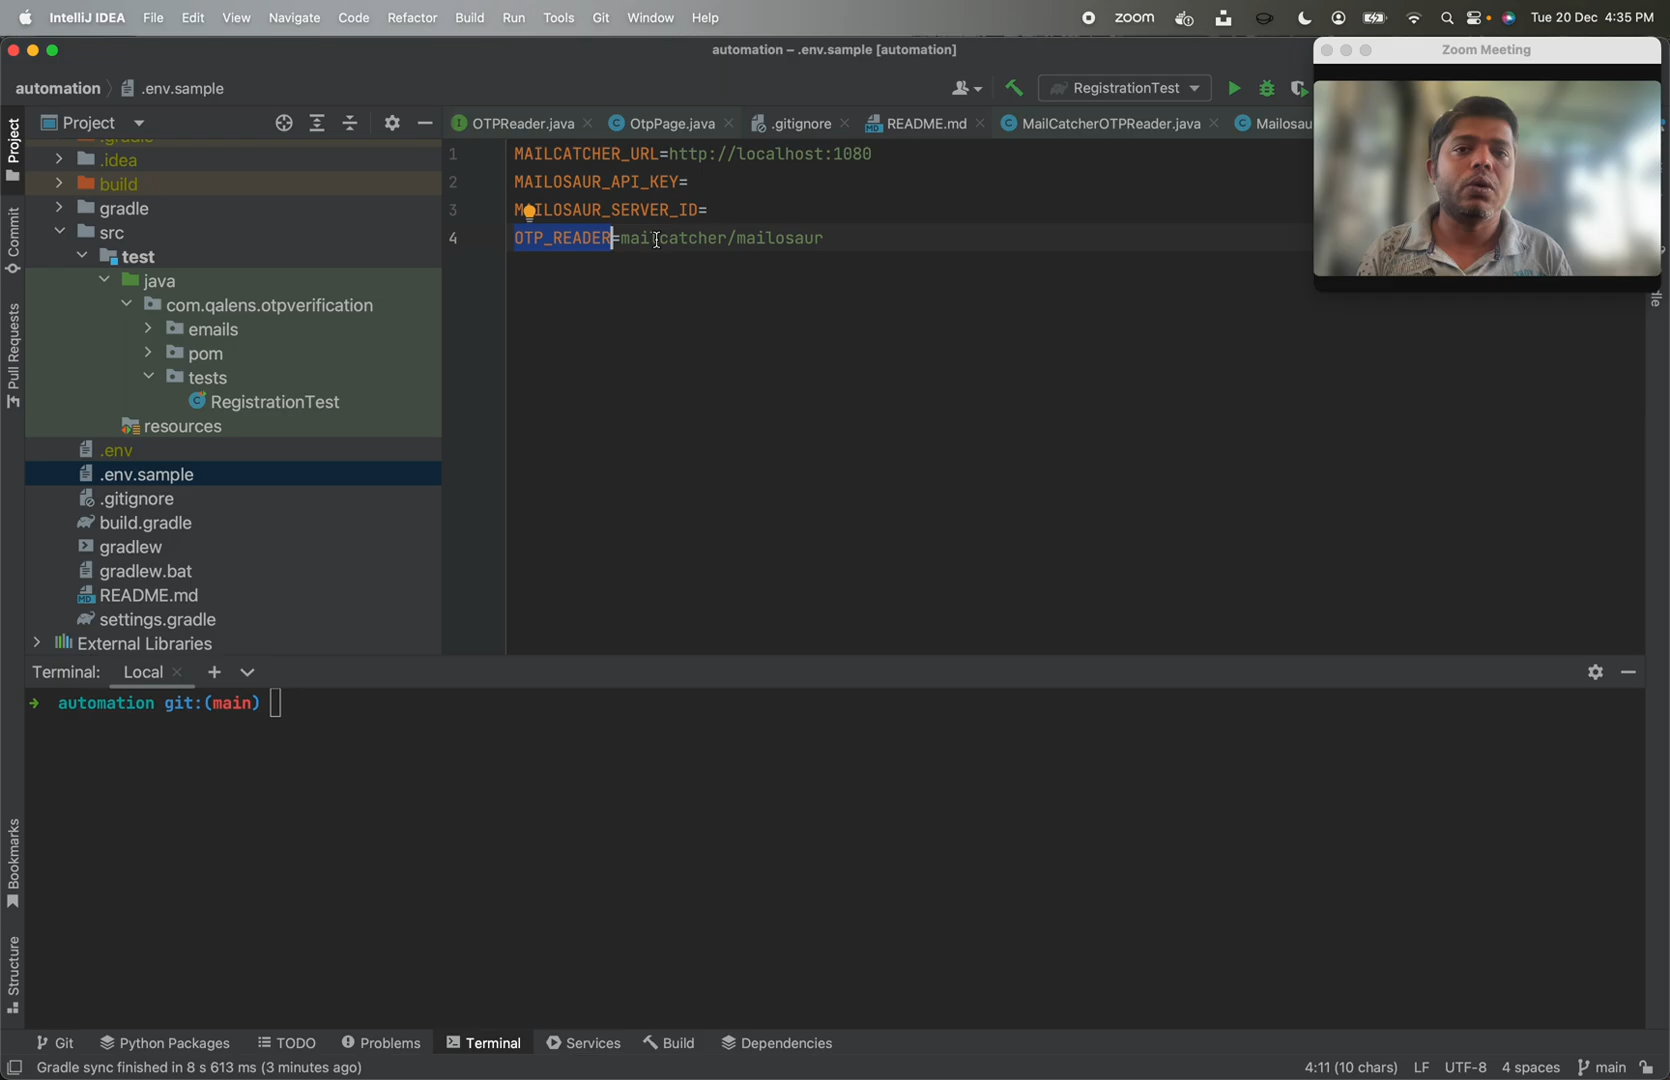 IntelliJ IDEA File Edit View Navigate Code Refactor Build Run Tools Git Window Help zoom Tue 20 Dec 4:35 PM
automation – .env.sample [automation]
Zoom Meeting
automation .env.sample RegistrationTest
Project
OTPReader.java OtpPage.java .gitignore README.md MailCatcherOTPReader.java Mailosau
Project
Commit
Pull Requests
.gradle
.idea
build
gradle
src
test
java
com.qalens.otpverification
emails
pom
tests
RegistrationTest
resources
.env
.env.sample
.gitignore
build.gradle
gradlew
gradlew.bat
README.md
settings.gradle
External Libraries
1 MAILCATCHER_URL=http://localhost:1080
2 MAILOSAUR_API_KEY=
3 MAILOSAUR_SERVER_ID=
4 OTP_READER=mailcatcher/mailosaur
Terminal: Local
➜ automation git:(main)
Bookmarks
Structure
Git Python Packages TODO Problems Terminal Services Build Dependencies
Gradle sync finished in 8 s 613 ms (3 minutes ago) 4:11 (10 chars) LF UTF-8 4 spaces main